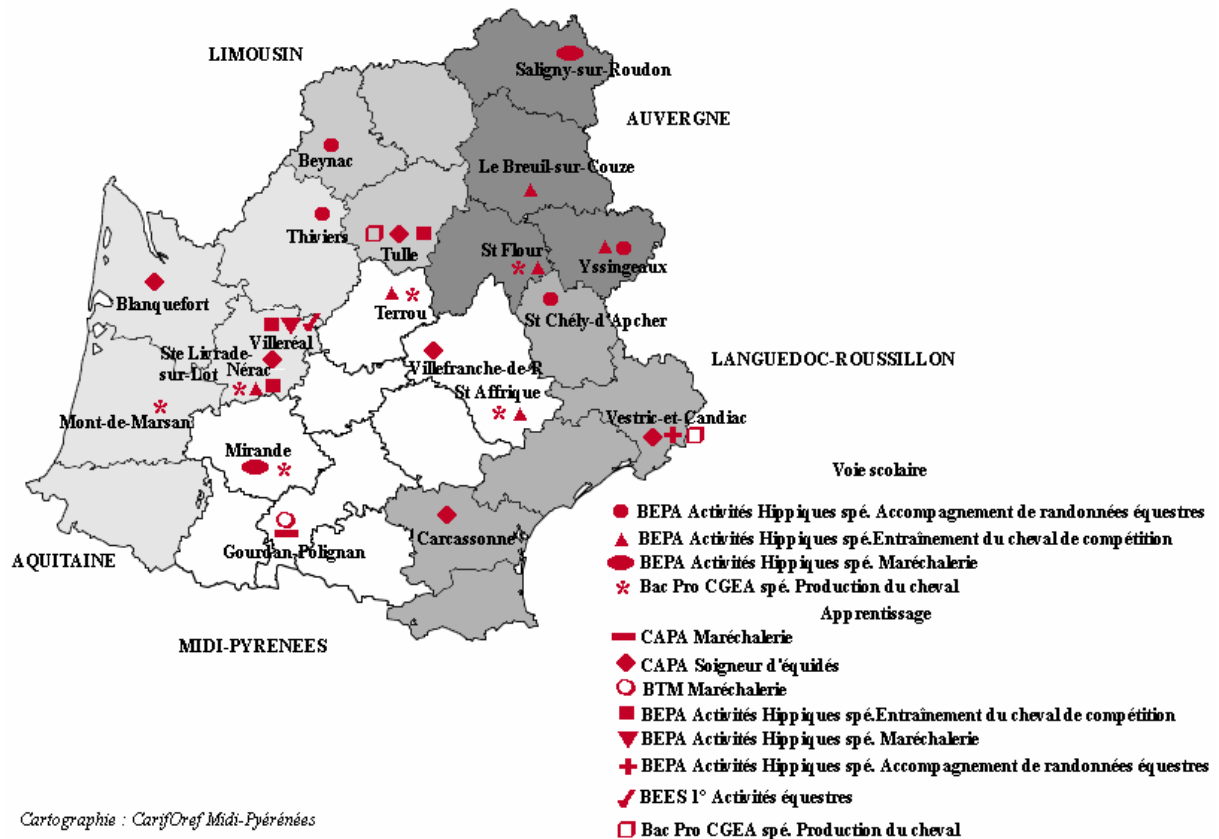 LIMOUSIN
Saligny-sur-Roudon
AUVERGNE
Beynac
Le Breuil-sur-Couze
Thiviers
Tulle
St Flour
Yssingeaux
Blanquefort
Terrou
St Chély-d'Apcher
Villeréal
Ste Livrade-
sur-Lot
Nérac
Villefranche-de-R
LANGUEDOC-ROUSSILLON
St Affrique
Mont-de-Marsan
Vestric-et-Candiac
Mirande
Gourdan-Polignan
Carcassonne
AQUITAINE
MIDI-PYRENEES
Voie scolaire
BEPA Activités Hippiques spé. Accompagnement de randonnées équestres
BEPA Activités Hippiques spé.Entraînement du cheval de compétition
BEPA Activités Hippiques spé. Maréchalerie
Bac Pro CGEA spé. Production du cheval
Apprentissage
CAPA Maréchalerie
CAPA Soigneur d'équidés
BTM Maréchalerie
BEPA Activités Hippiques spé.Entraînement du cheval de compétition
BEPA Activités Hippiques spé. Maréchalerie
BEPA Activités Hippiques spé. Accompagnement de randonnées équestres
BEES 1° Activités équestres
Bac Pro CGEA spé. Production du cheval
Cartographie : CarifOref Midi-Pyérénées